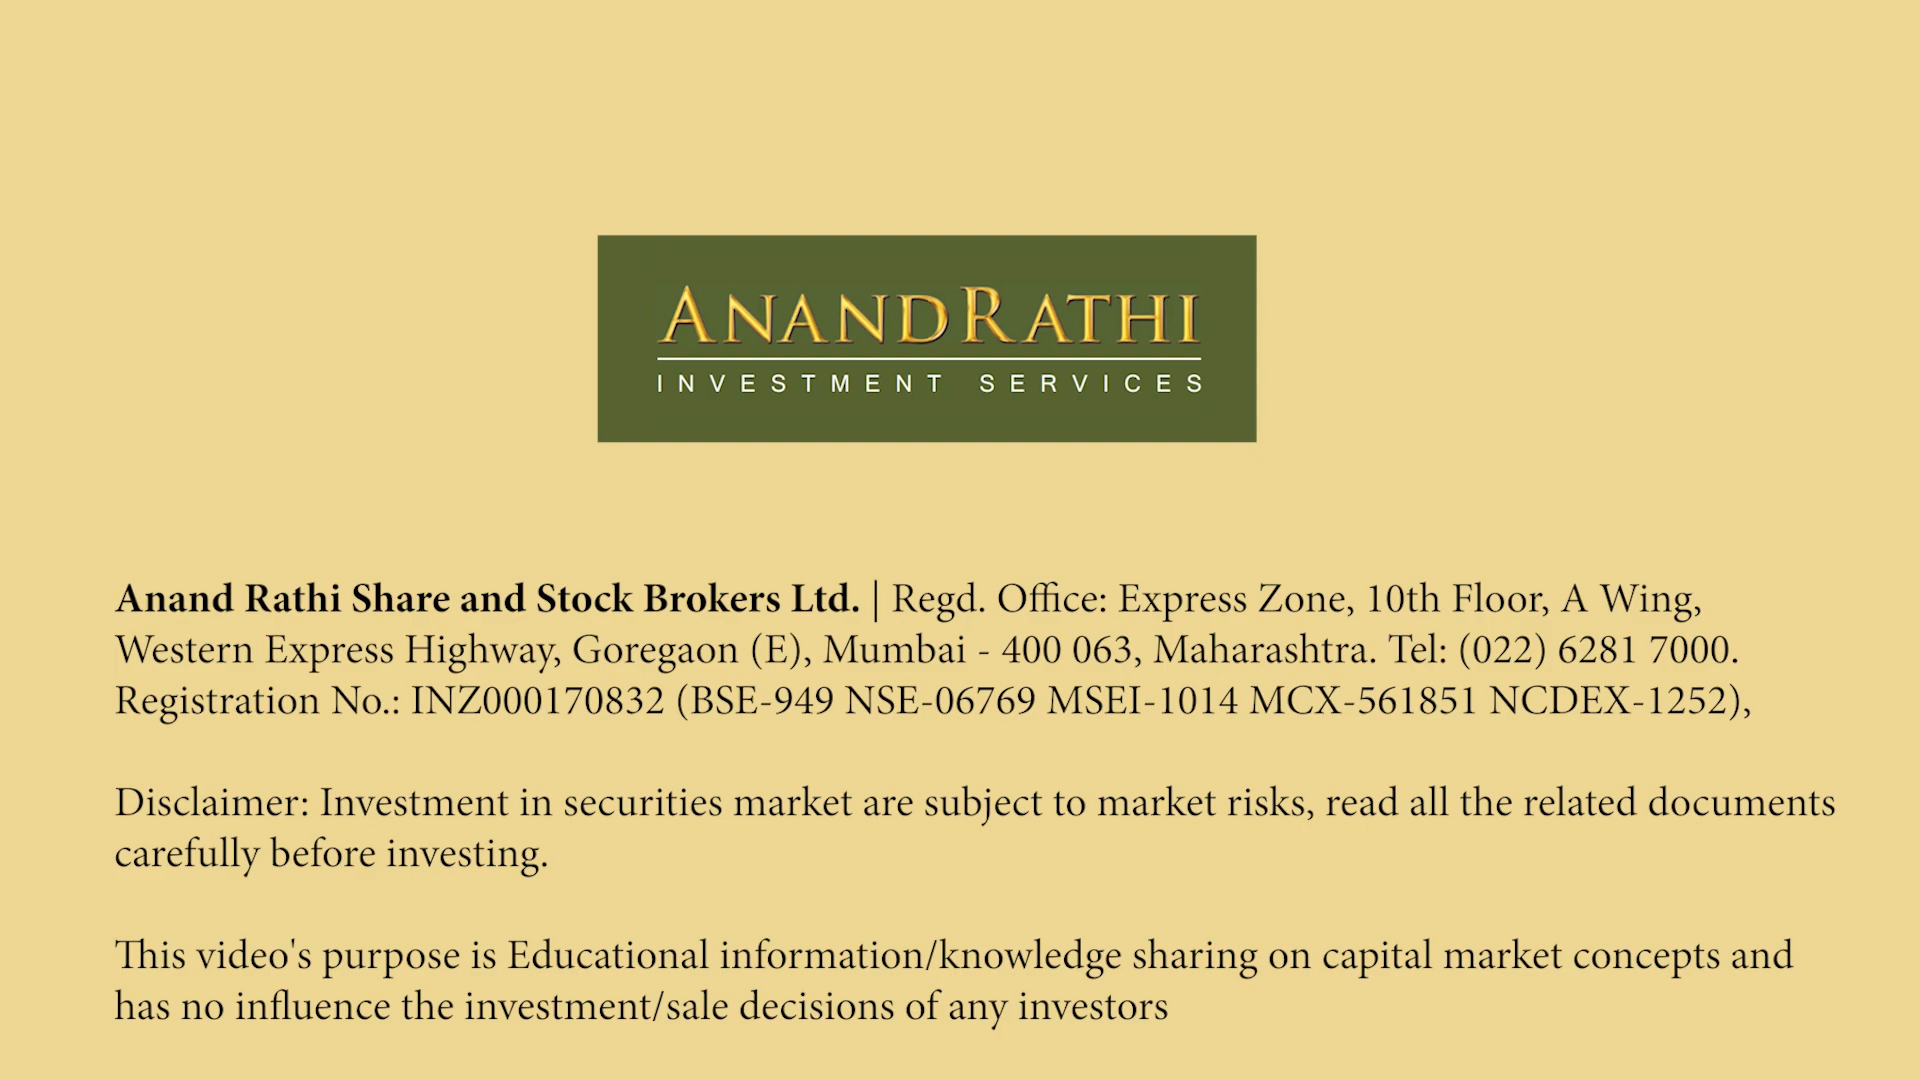 ANANDRATHI
INVESTMENT SERVICES
Anand Rathi Share and Stock Brokers Ltd. | Regd. Office: Express Zone, 10th Floor, A Wing,
Western Express Highway, Goregaon (E), Mumbai - 400 063, Maharashtra. Tel: (022) 6281 7000.
Registration No.: INZ000170832 (BSE-949 NSE-06769 MSEI-1014 MCX-561851 NCDEX-1252),
Disclaimer: Investment in securities market are subject to market risks, read all the related documents
carefully before investing.
This video's purpose is Educational information/knowledge sharing on capital market concepts and
has no influence the investment/sale decisions of any investors